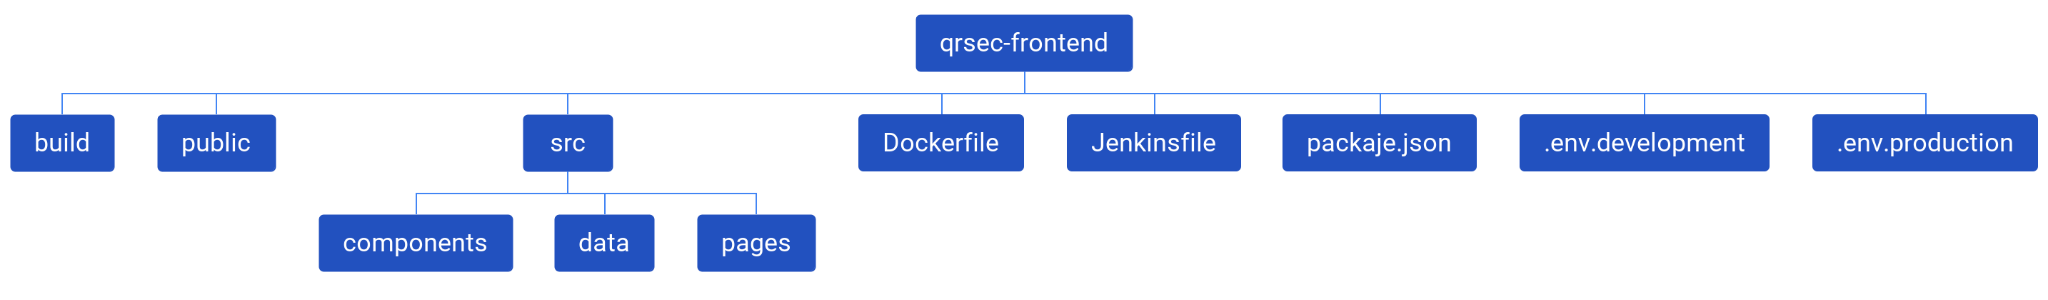 qrsec-frontend
build
public
src
Dockerfile
Jenkinsfile
packaje.json
.env.development
.env.production
components
data
pages